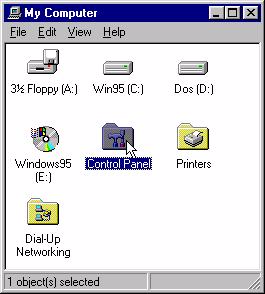 My Computer
File Edit View Help
3½ Floppy (A:) Win95 (C:) Dos (D:)
Windows95 Control Panel Printers
(E:)
Dial-Up
Networking
1 object(s) selected